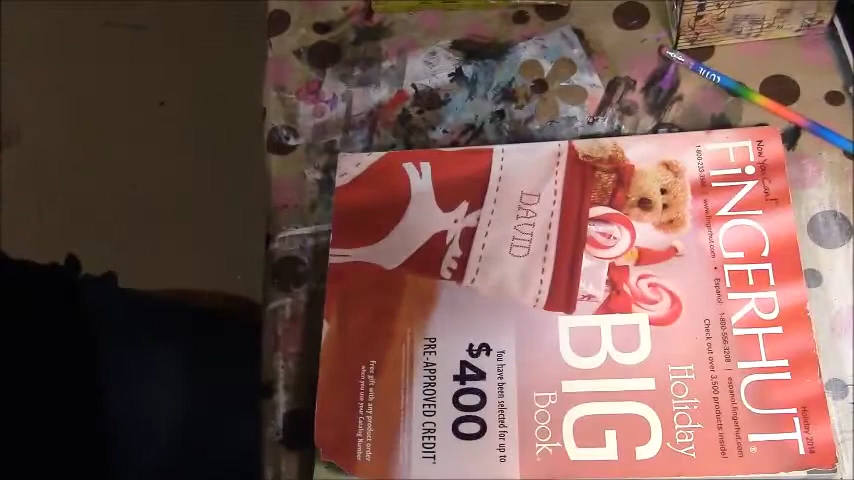 Now You Can!
FiNGERHUT®
Holiday 2014
www.fingerhut.com • Español: 1-800-556-3208 | espanol.fingerhut.com
Check out over 3,500 products inside!
Holiday
BIG
Book.
DAVID
You have been selected for up to
$400
PRE-APPROVED CREDIT.†
Free gift with any product order
when you use your Catalog Number